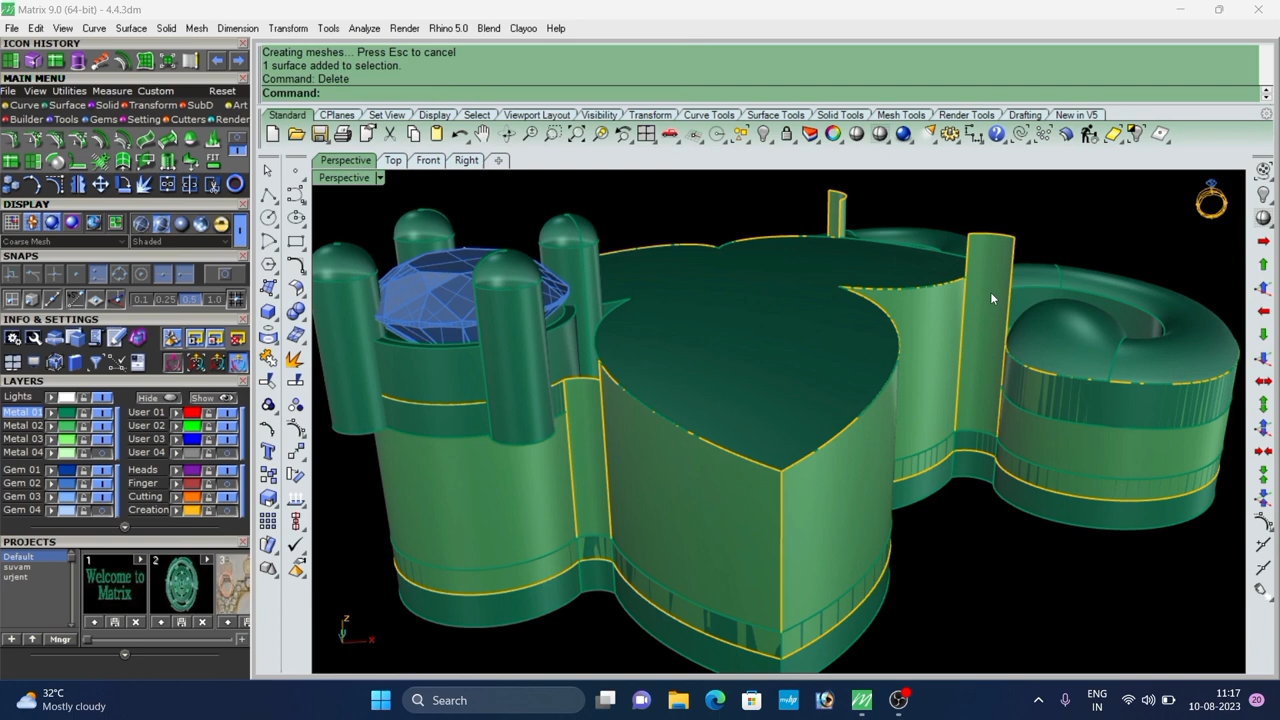 Matrix 9.0 (64-bit) - 4.4.3dm
File Edit View Curve Surface Solid Mesh Dimension Transform Tools Analyze Render Rhino 5.0 Blend Clayoo Help
ICON HISTORY
Creating meshes... Press Esc to cancel
1 surface added to selection.
Command: Delete
Command:
MAIN MENU
File View Utilities Measure Custom Reset
Curve Surface Solid Transform SubD Art
Builder Tools Gems Setting Cutters Render
Standard CPlanes Set View Display Select Viewport Layout Visibility Transform Curve Tools Surface Tools Solid Tools Mesh Tools Render Tools Drafting New in V5
FIT
Perspective Top Front Right
Perspective
DISPLAY
Coarse Mesh Shaded
SNAPS
0.1 0.25 0.5 1.0
INFO & SETTINGS
LAYERS
Lights Hide Show
Metal 01 User 01
Metal 02 User 02
Metal 03 User 03
Metal 04 User 04
Gem 01 Heads
Gem 02 Finger
Gem 03 Cutting
Gem 04 Creation
PROJECTS
Default
suvam
urjent
1 2 3
Welcome to
Matrix
Mngr
z
y x
32°C
Mostly cloudy
Search
ENG
IN
11:17
10-08-2023
20